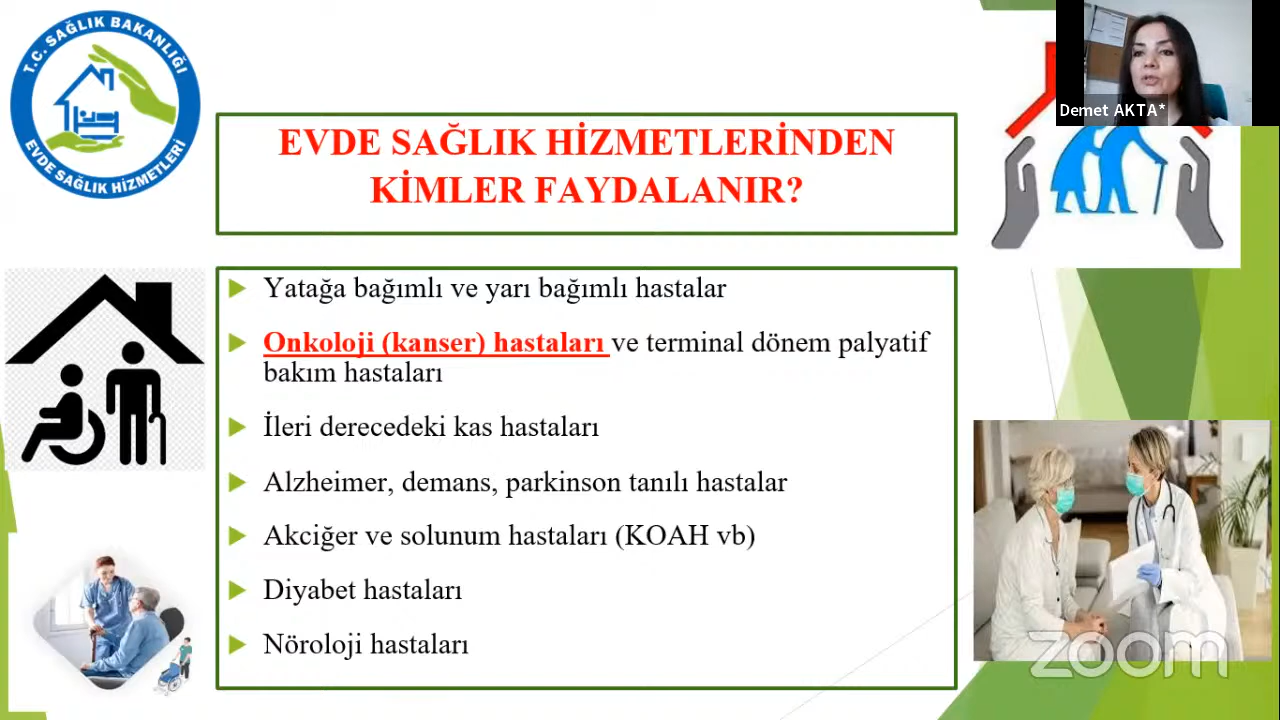 T.C. SAĞLIK BAKANLIĞI
EVDE SAĞLIK HİZMETLERİ
Demet AKTA*
EVDE SAĞLIK HİZMETLERİNDEN
KİMLER FAYDALANIR?
Yatağa bağımlı ve yarı bağımlı hastalar
Onkoloji (kanser) hastaları ve terminal dönem palyatif
bakım hastaları
İleri derecedeki kas hastaları
Alzheimer, demans, parkinson tanılı hastalar
Akciğer ve solunum hastaları (KOAH vb)
Diyabet hastaları
Nöroloji hastaları
zoom